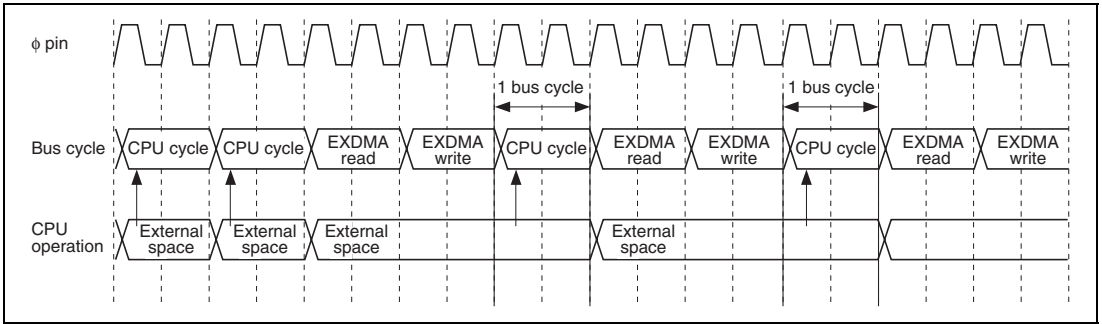 ϕ pin
1 bus cycle
1 bus cycle
Bus cycle
CPU cycle
CPU cycle
EXDMA
read
EXDMA
write
CPU cycle
EXDMA
read
EXDMA
write
CPU cycle
EXDMA
read
EXDMA
write
CPU
operation
External
space
External
space
External
space
External
space